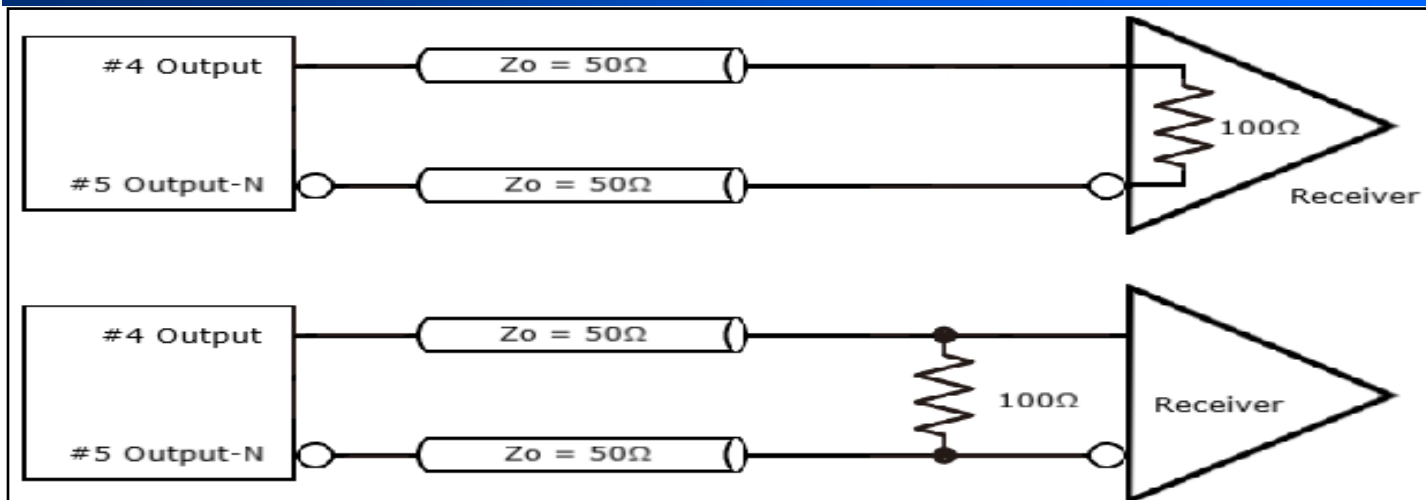 #4 Output
Zo = 50Ω
100Ω
#5 Output-N
Zo = 50Ω
Receiver
#4 Output
Zo = 50Ω
100Ω
Receiver
#5 Output-N
Zo = 50Ω